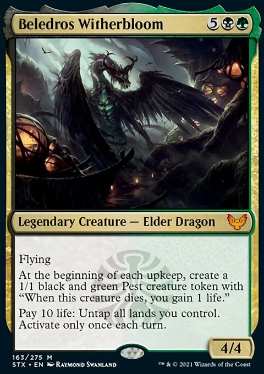 Beledros Witherbloom 5
Legendary Creature — Elder Dragon
Flying
At the beginning of each upkeep, create a
1/1 black and green Pest creature token with
"When this creature dies, you gain 1 life."
Pay 10 life: Untap all lands you control.
Activate only once each turn.
4/4
163/275 M
STX • EN RAYMOND SWANLAND
™ & © 2021 Wizards of the Coast